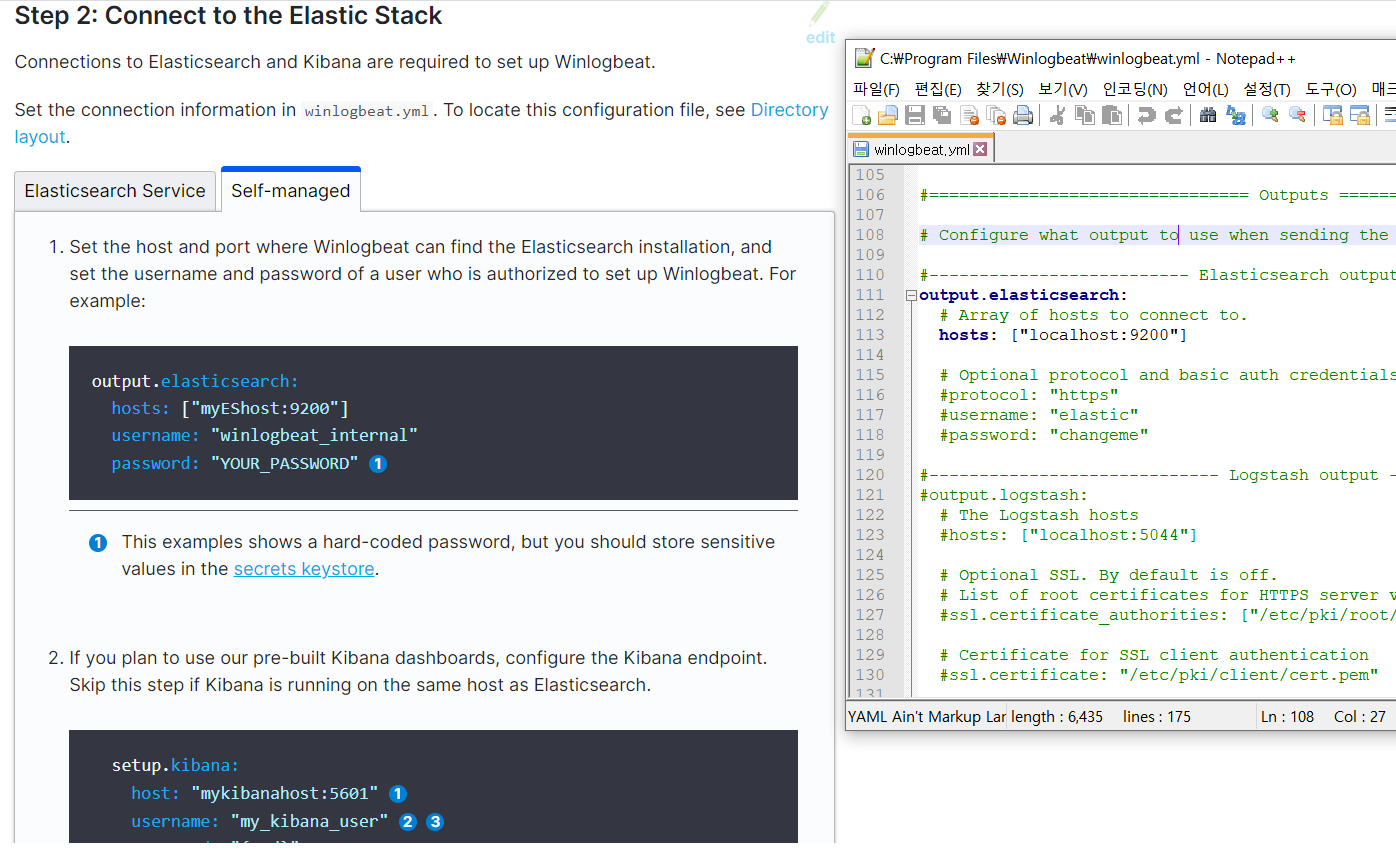 Step 2: Connect to the Elastic Stack
edit
Connections to Elasticsearch and Kibana are required to set up Winlogbeat.
Set the connection information in winlogbeat.yml. To locate this configuration file, see Directory
layout.
Elasticsearch Service
Self-managed
1. Set the host and port where Winlogbeat can find the Elasticsearch installation, and
set the username and password of a user who is authorized to set up Winlogbeat. For
example:
output.elasticsearch:
hosts: ["myEShost:9200"]
username: "winlogbeat_internal"
password: "YOUR_PASSWORD" 1
1 This examples shows a hard-coded password, but you should store sensitive
values in the secrets keystore.
2. If you plan to use our pre-built Kibana dashboards, configure the Kibana endpoint.
Skip this step if Kibana is running on the same host as Elasticsearch.
setup.kibana:
host: "mykibanahost:5601" 1
username: "my_kibana_user" 2 3
C:₩Program Files₩Winlogbeat₩winlogbeat.yml - Notepad++
파일(F) 편집(E) 찾기(S) 보기(V) 인코딩(N) 언어(L) 설정(T) 도구(O) 매크
winlogbeat.yml
105
106 #================================ Outputs ======
107
108 # Configure what output to use when sending the
109
110 #-------------------------- Elasticsearch output
111 output.elasticsearch:
112 # Array of hosts to connect to.
113 hosts: ["localhost:9200"]
114
115 # Optional protocol and basic auth credentials
116 #protocol: "https"
117 #username: "elastic"
118 #password: "changeme"
119
120 #----------------------------- Logstash output -
121 #output.logstash:
122 # The Logstash hosts
123 #hosts: ["localhost:5044"]
124
125 # Optional SSL. By default is off.
126 # List of root certificates for HTTPS server v
127 #ssl.certificate_authorities: ["/etc/pki/root/
128
129 # Certificate for SSL client authentication
130 #ssl.certificate: "/etc/pki/client/cert.pem"
131
YAML Ain't Markup Lar length : 6,435 lines : 175 Ln : 108 Col : 27